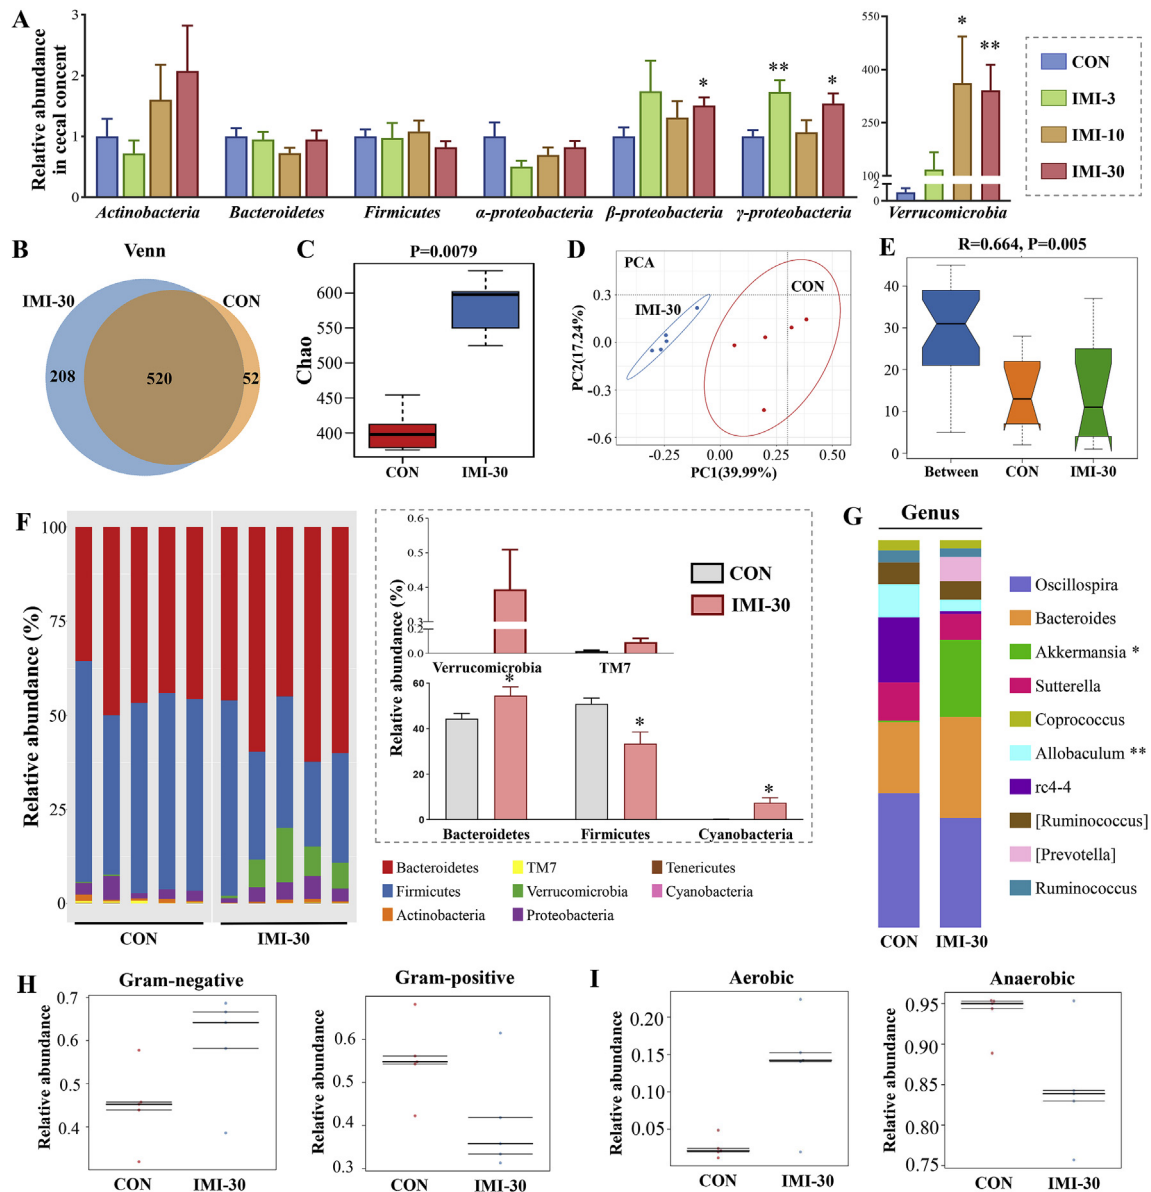 A
Relative abundance
in cecal concent
3
2
1
0
Actinobacteria
Bacteroidetes
Firmicutes
α-proteobacteria
β-proteobacteria
γ-proteobacteria
*
**
*
550
400
250
100
2
0
*
**
Verrucomicrobia
CON
IMI-3
IMI-10
IMI-30
B
Venn
IMI-30
CON
208
520
52
C
P=0.0079
Chao
600
550
450
400
CON
IMI-30
D
PCA
IMI-30
CON
PC2(17.24%)
0.3
0.0
-0.3
-0.6
-0.25
0.00
0.25
0.50
PC1(39.99%)
E
R=0.664, P=0.005
40
30
20
10
0
Between
CON
IMI-30
F
Relative abundance (%)
100
75
50
25
0
CON
IMI-30
Relative abundance (%)
0.6
0.5
0.4
0.3
0.2
0.0
Verrucomicrobia
TM7
CON
IMI-30
60
40
20
0
*
*
*
Bacteroidetes
Firmicutes
Cyanobacteria
Bacteroidetes
TM7
Tenericutes
Firmicutes
Verrucomicrobia
Cyanobacteria
Actinobacteria
Proteobacteria
G
Genus
CON
IMI-30
Oscillospira
Bacteroides
Akkermansia *
Sutterella
Coprococcus
Allobaculum **
rc4-4
[Ruminococcus]
[Prevotella]
Ruminococcus
H
Gram-negative
Relative abundance
0.7
0.6
0.5
0.4
CON
IMI-30
Gram-positive
Relative abundance
0.6
0.5
0.4
0.3
CON
IMI-30
I
Aerobic
Relative abundance
0.20
0.15
0.10
0.05
CON
IMI-30
Anaerobic
Relative abundance
0.95
0.90
0.85
0.80
0.75
CON
IMI-30